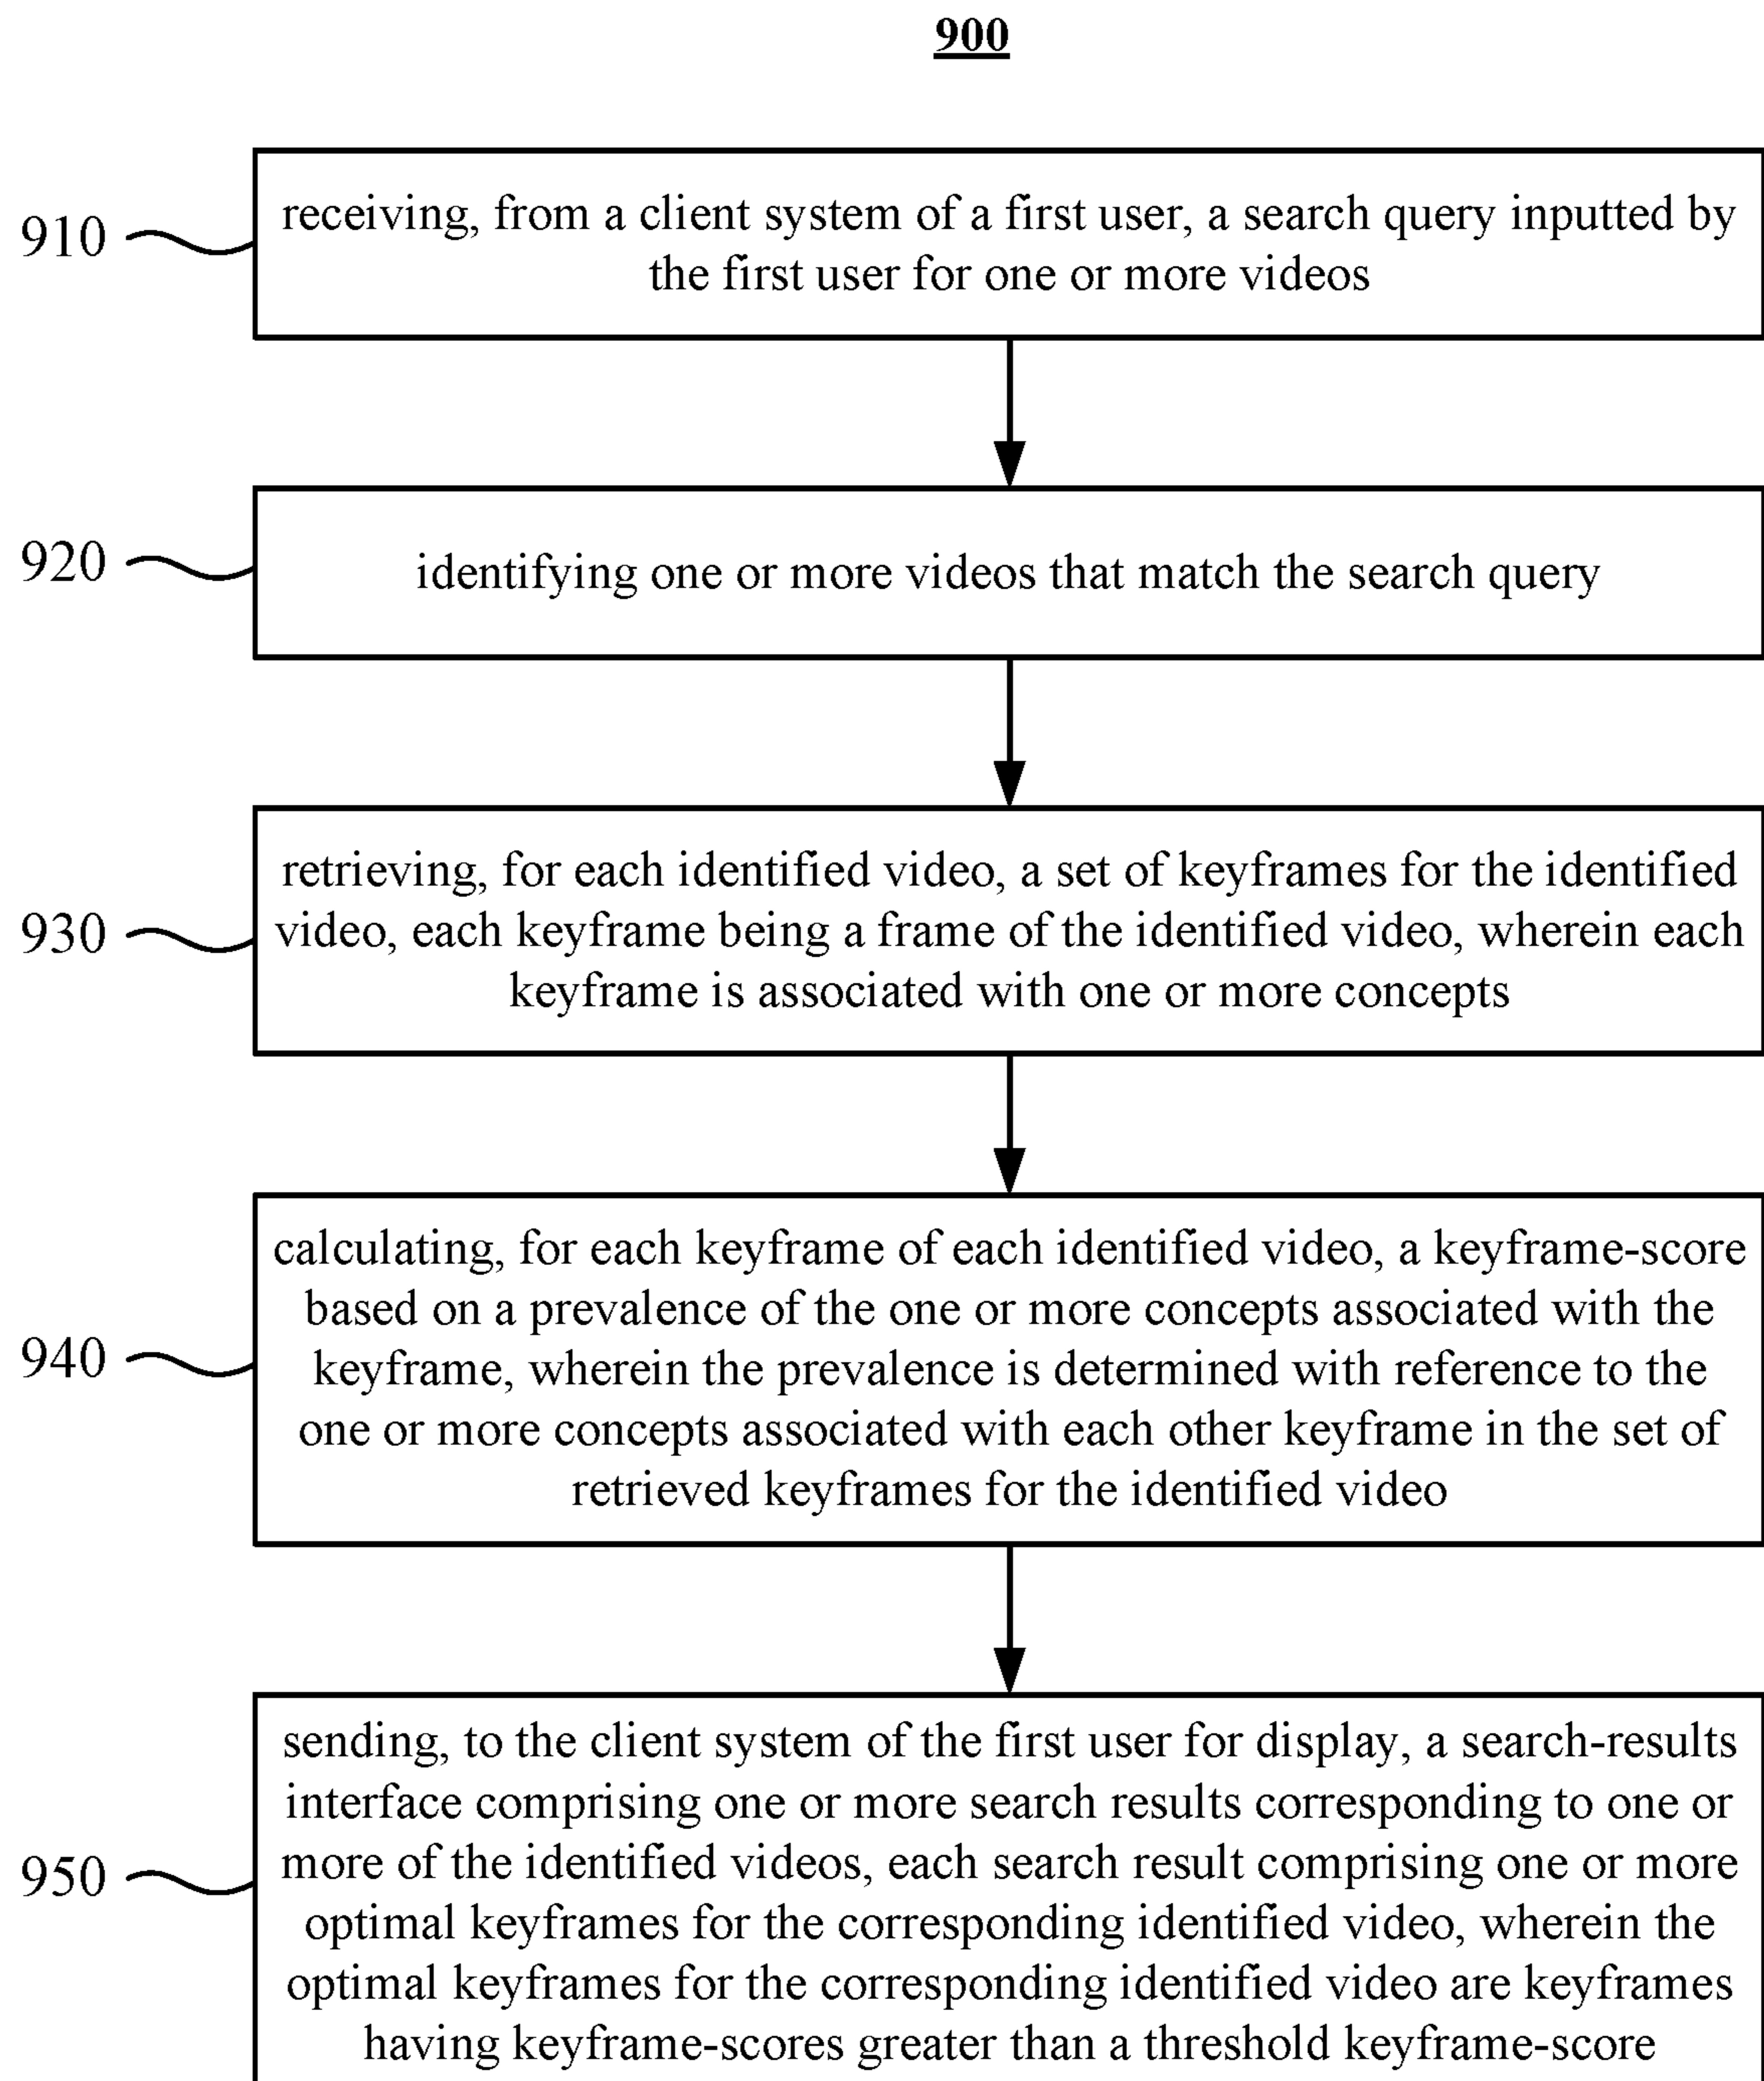 900
910
receiving, from a client system of a first user, a search query inputted by
the first user for one or more videos
920
identifying one or more videos that match the search query
930
retrieving, for each identified video, a set of keyframes for the identified
video, each keyframe being a frame of the identified video, wherein each
keyframe is associated with one or more concepts
940
calculating, for each keyframe of each identified video, a keyframe-score
based on a prevalence of the one or more concepts associated with the
keyframe, wherein the prevalence is determined with reference to the
one or more concepts associated with each other keyframe in the set of
retrieved keyframes for the identified video
950
sending, to the client system of the first user for display, a search-results
interface comprising one or more search results corresponding to one or
more of the identified videos, each search result comprising one or more
optimal keyframes for the corresponding identified video, wherein the
optimal keyframes for the corresponding identified video are keyframes
having keyframe-scores greater than a threshold keyframe-score